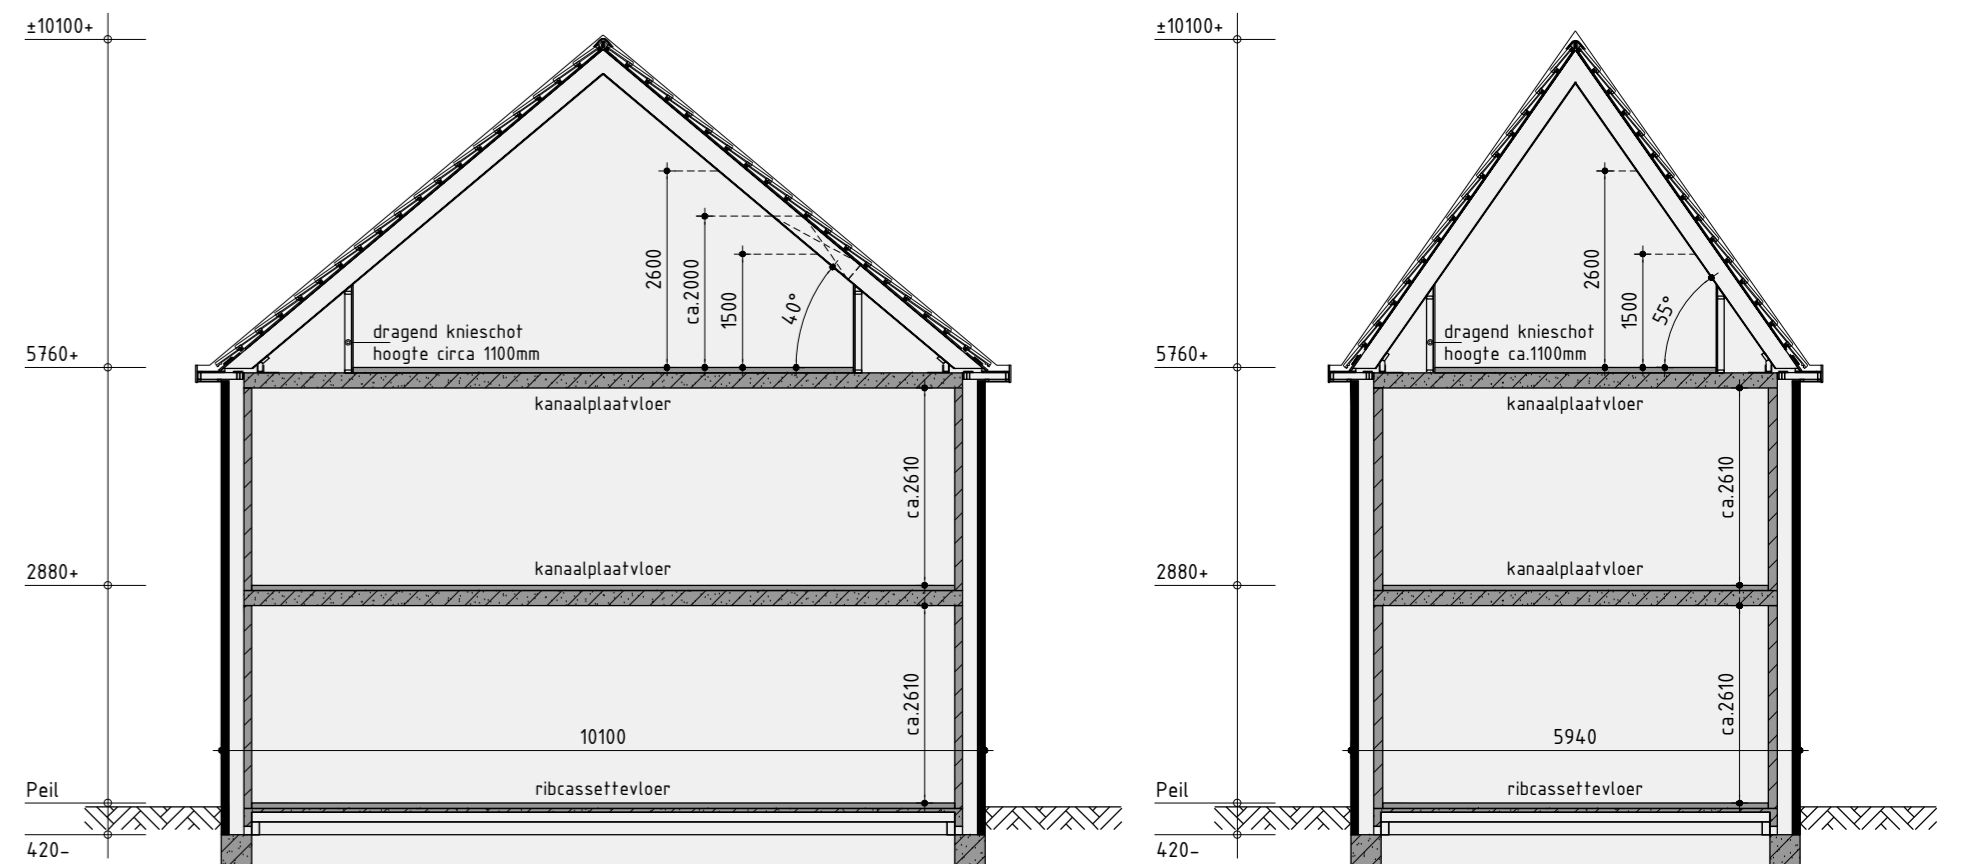 ±10100+
5760+
2880+
Peil
420-
2600
ca.2000
1500
40°
dragend knieschot
hoogte circa 1100mm
kanaalplaatvloer
ca.2610
kanaalplaatvloer
ca.2610
10100
ribcassettevloer
±10100+
5760+
2880+
Peil
420-
2600
1500
55°
dragend knieschot
hoogte ca.1100mm
kanaalplaatvloer
ca.2610
kanaalplaatvloer
ca.2610
5940
ribcassettevloer